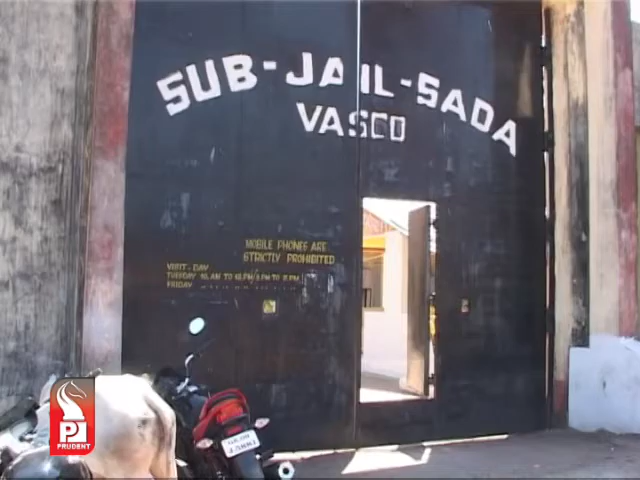 SUB-JAIL-SADA
VASCO
MOBILE PHONES ARE
STRICTLY PROHIBITED
VISIT-DAY
FRIDAY
PRUDENT